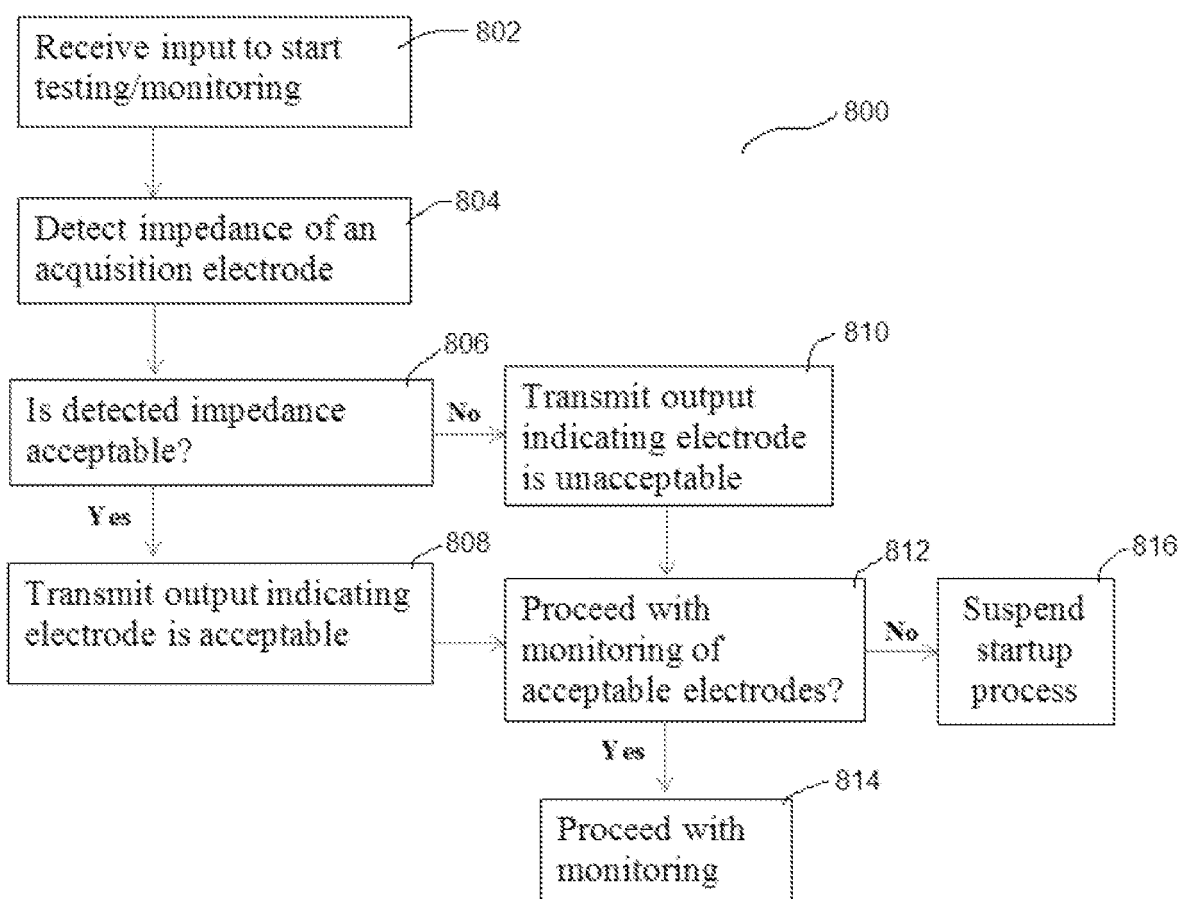 Receive input to start
testing/monitoring
802
800
Detect impedance of an
acquisition electrode
804
Is detected impedance
acceptable?
806
No
Transmit output
indicating electrode
is unacceptable
810
Yes
Transmit output indicating
electrode is acceptable
808
Proceed with
monitoring of
acceptable electrodes?
812
No
Suspend
startup
process
816
Yes
Proceed with
monitoring
814